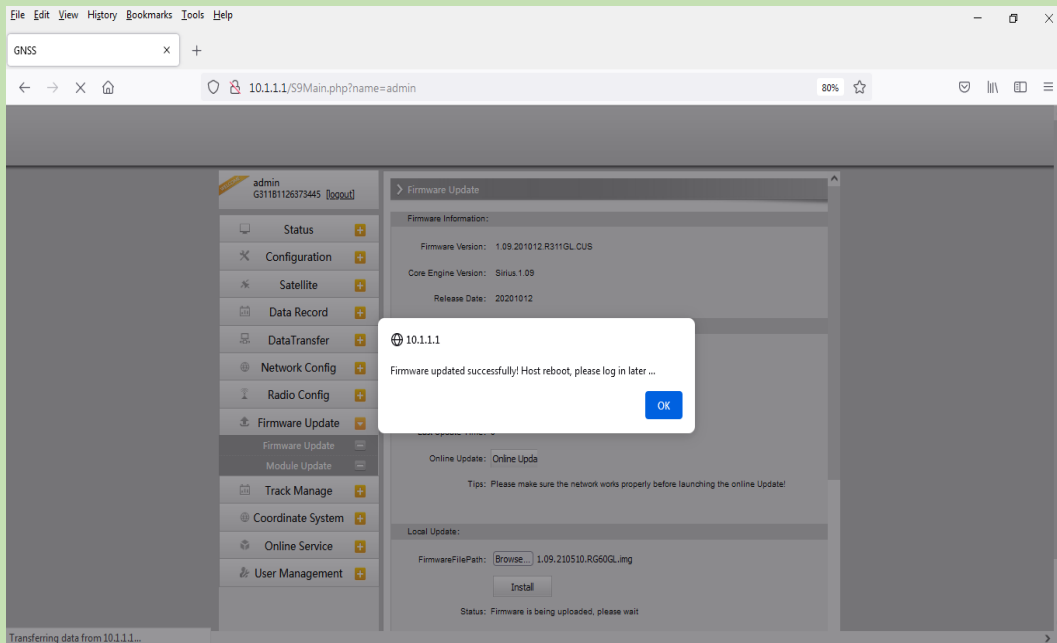 File Edit View History Bookmarks Tools Help
GNSS
10.1.1.1/S9Main.php?name=admin
80%
admin
G311B1126373445 [logout]
Status
Configuration
Satellite
Data Record
DataTransfer
Network Config
Radio Config
Firmware Update
Firmware Update
Module Update
Track Manage
Coordinate System
Online Service
User Management
Firmware Update
Firmware Information:
Firmware Version: 1.09.201012.R311GL.CUS
Core Engine Version: Sirius.1.09
Release Date: 20201012
10.1.1.1
Firmware updated successfully! Host reboot, please log in later ...
OK
Online Update: Online Upda
Tips: Please make sure the network works properly before launching the online Update!
Local Update:
FirmwareFilePath: Browse... 1.09.210510.RG60GL.img
Install
Status: Firmware is being uploaded, please wait
Transferring data from 10.1.1.1...